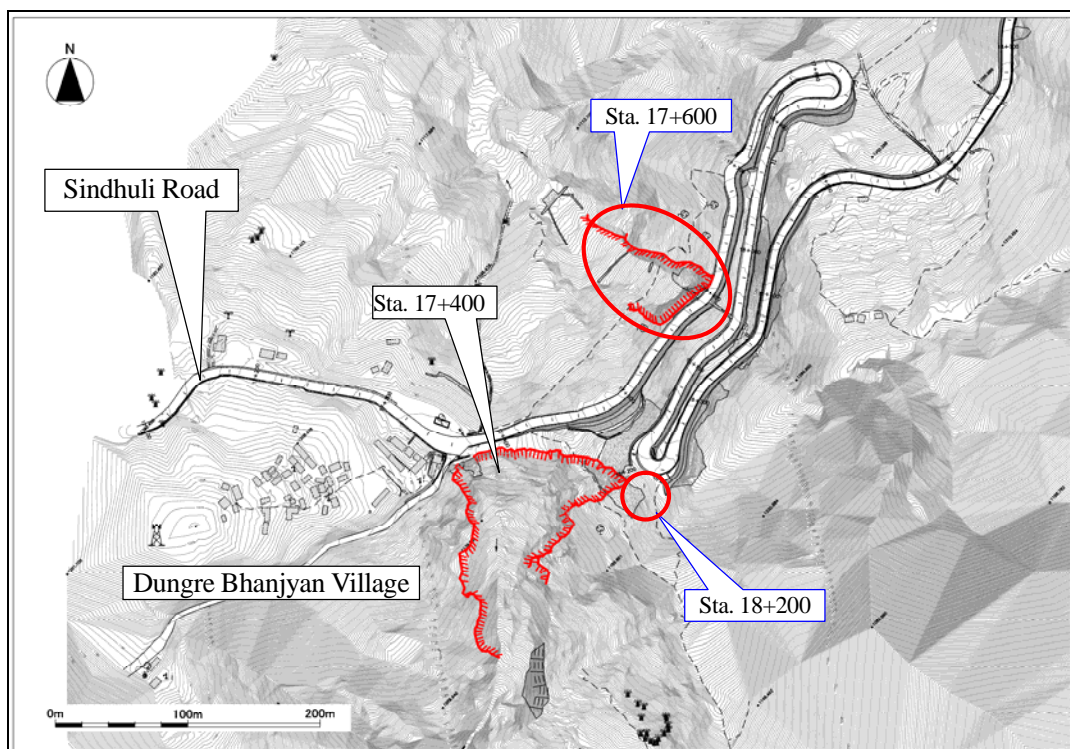 N
Sta. 17+600
Sindhuli Road
Sta. 17+400
Dungre Bhanjyan Village
Sta. 18+200
0m
100m
200m